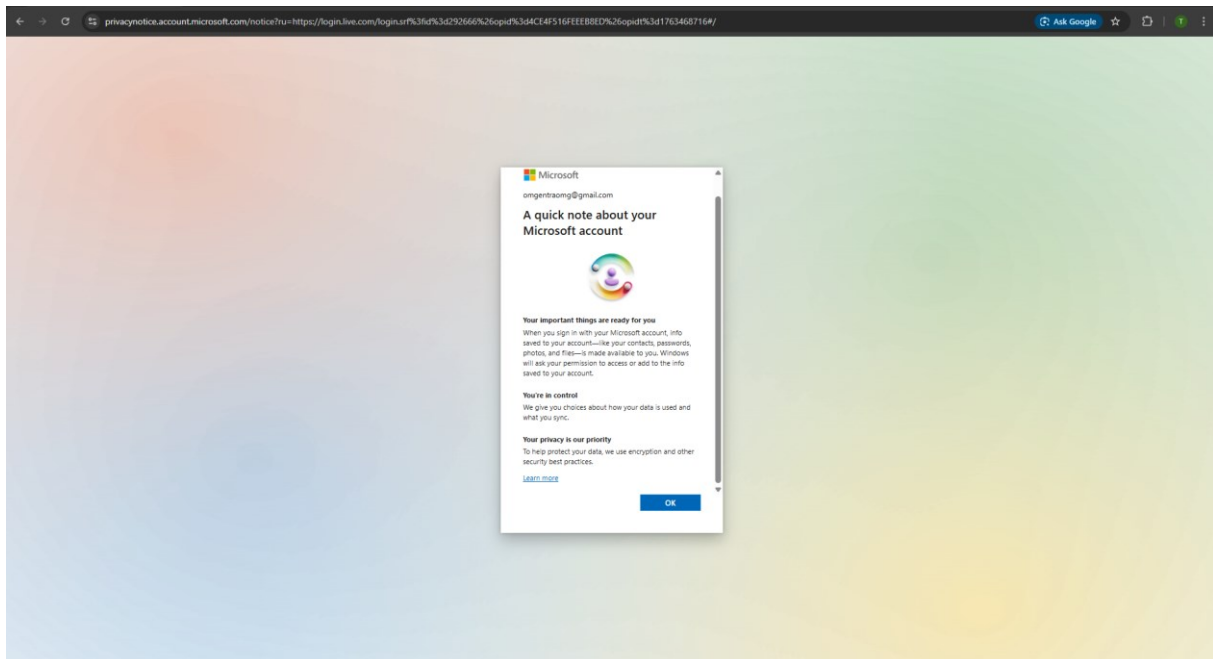 privacynotice.account.microsoft.com/notice?ru=https://login.live.com/login.srf%3fid%3d292666%26opid%3d4CE4F516FEEEB8ED%26opidt%3d1763468716#/
Ask Google
T
Microsoft
omgentraomg@gmail.com
A quick note about your
Microsoft account
Your important things are ready for you
When you sign in with your Microsoft account, info
saved to your account—like your contacts, passwords,
photos, and files—is made available to you. Windows
will ask your permission to access or add to the info
saved to your account.
You're in control
We give you choices about how your data is used and
what you sync.
Your privacy is our priority
To help protect your data, we use encryption and other
security best practices.
Learn more
OK